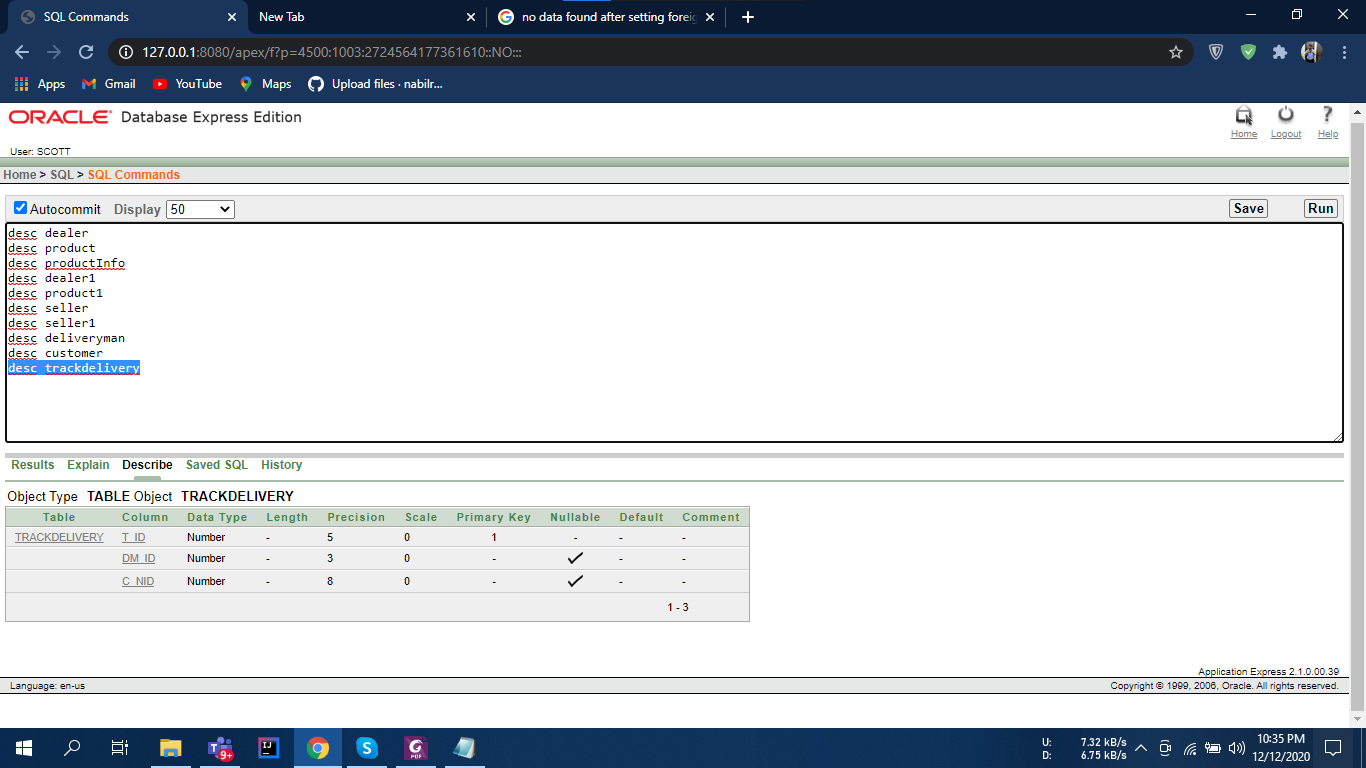 SQL Commands
New Tab
no data found after setting foreig
127.0.0.1:8080/apex/f?p=4500:1003:2724564177361610::NO:::
Apps Gmail YouTube Maps Upload files · nabilr...
ORACLE Database Express Edition
Home Logout Help
User: SCOTT
Home > SQL > SQL Commands
Autocommit Display 50 Save Run
desc dealer
desc product
desc productInfo
desc dealer1
desc product1
desc seller
desc seller1
desc deliveryman
desc customer
desc trackdelivery
Results Explain Describe Saved SQL History
Object Type TABLE Object TRACKDELIVERY
Table Column Data Type Length Precision Scale Primary Key Nullable Default Comment
TRACKDELIVERY T_ID Number - 5 0 1 - - -
DM_ID Number - 3 0 - ✓ - -
C_NID Number - 8 0 - ✓ - -
1 - 3
Application Express 2.1.0.00.39
Language: en-us Copyright © 1999, 2006, Oracle. All rights reserved.
9+ IJ S PDF
U: 7.32 kB/s
D: 6.75 kB/s
10:35 PM
12/12/2020